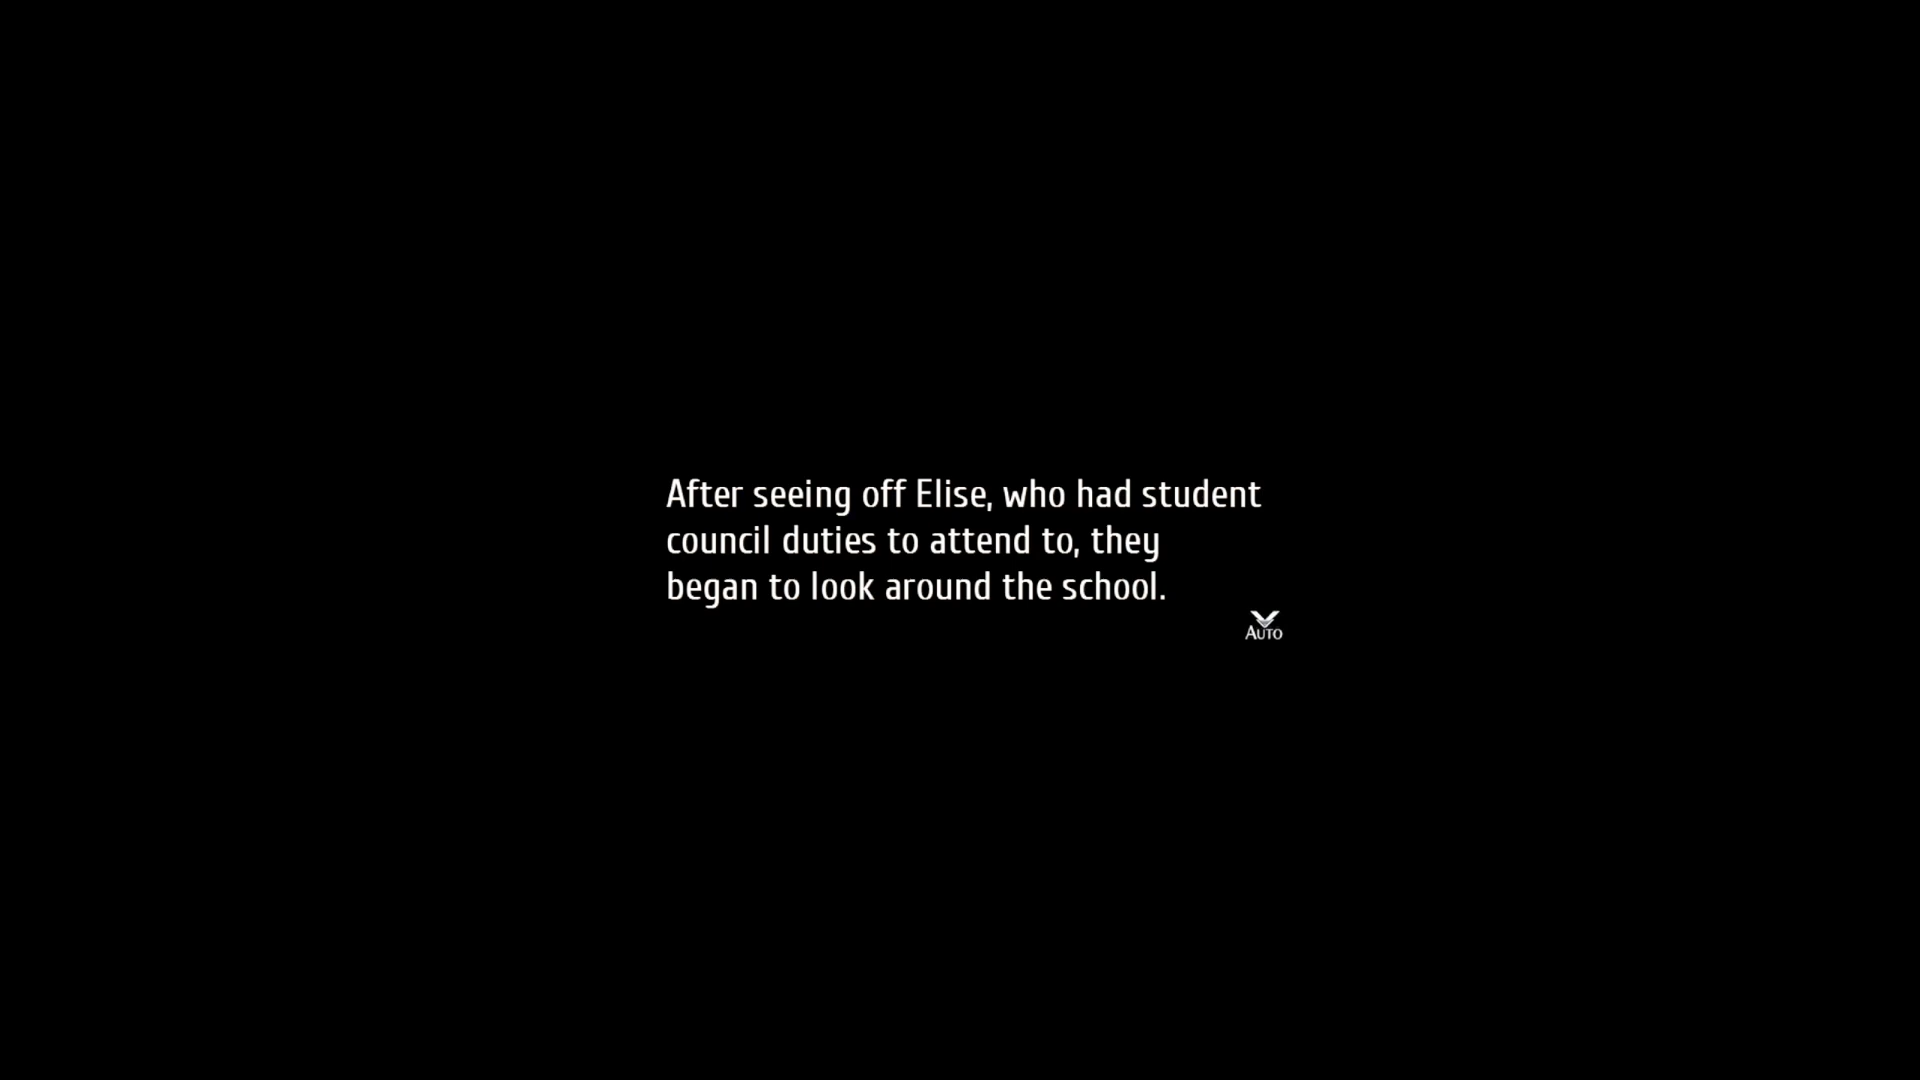 After seeing off Elise, who had student
council duties to attend to, they
began to look around the school.
AUTO